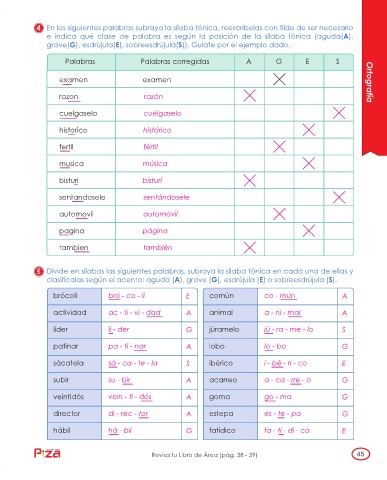 4 En los siguientes palabras subraya la sílaba tónica, reescríbelas con tilde de ser necesario
e indica qué clase de palabra es según la posición de la sílaba tónica (aguda(A),
grave(G), esdrújula(E), sobreesdrújula(S)). Guíate por el ejemplo dado.
Palabras Palabras corregidas A G E S
examen examen
rozon razón
cuelgaselo cuélgaselo
historico histórico
fertil fértil
musica música
bisturi bisturí
sentandosele sentándosele
automovil automóvil
pagina página
tambien también
Ortografía
5 Divide en sílabas las siguientes palabras, subraya la sílaba tónica en cada una de ellas y
clasifícalas según el acento: aguda (A), grave (G), esdrújula (E) o sobreesdrújula (S).
brócoli bró - co - li E común co - mún A
actividad ac - ti - vi - dad A animal a - ni - mal A
líder lí - der G júramelo jú - ra - me - lo S
patinar pa - ti - nar A lobo lo - bo G
sácatela sá - ca - te - la S ibérico i - bé - ri - co E
subir su - bir A acarreo a - ca - rre - o G
veintidós vein - ti - dós A goma go - ma G
director di - rec - tor A estepa es - te - pa G
hábil há - bil G fatídico fa - tí - di - co E
Revisa tu Libro de Área (pág. 38 - 39) 45